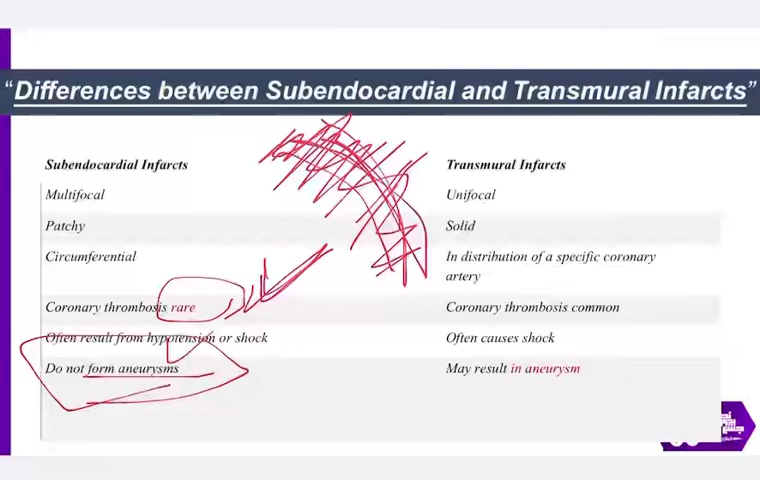 “Differences between Subendocardial and Transmural Infarcts”
Subendocardial Infarcts Transmural Infarcts
Multifocal Unifocal
Patchy Solid
Circumferential In distribution of a specific coronary
artery
Coronary thrombosis rare Coronary thrombosis common
Often result from hypotension or shock Often causes shock
Do not form aneurysms May result in aneurysm